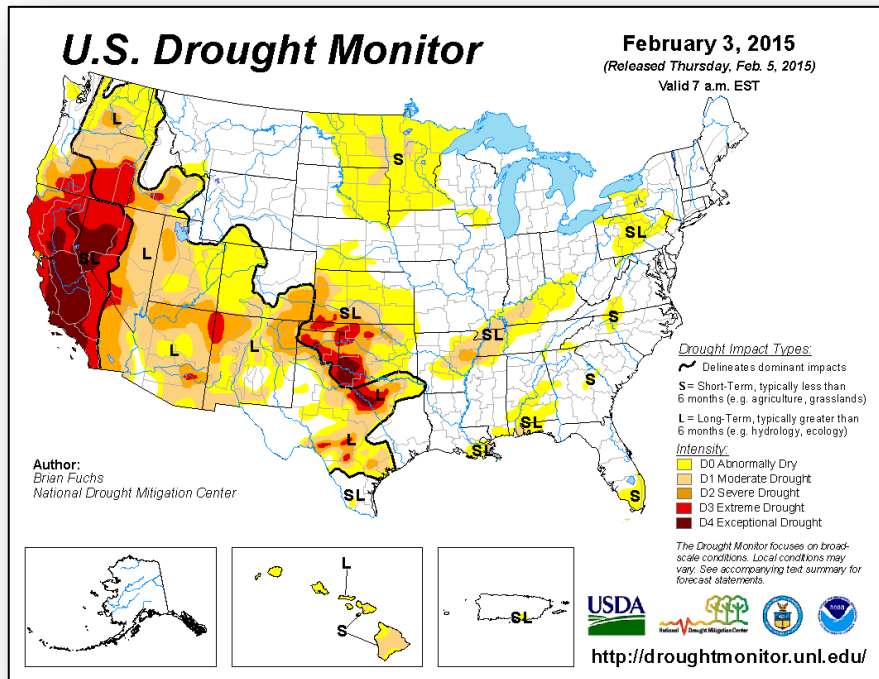 U.S. Drought Monitor
February 3, 2015
(Released Thursday, Feb. 5, 2015)
Valid 7 a.m. EST
L
S
SL
L
SL
SL
L
L
SL
S
S
L
L
SL
SL
S
SL
S
Drought Impact Types:
Delineates dominant impacts
S = Short-Term, typically less than
6 months (e.g. agriculture, grasslands)
L = Long-Term, typically greater than
6 months (e.g. hydrology, ecology)
Intensity:
D0 Abnormally Dry
D1 Moderate Drought
D2 Severe Drought
D3 Extreme Drought
D4 Exceptional Drought
Author:
Brian Fuchs
National Drought Mitigation Center
The Drought Monitor focuses on broad-
scale conditions. Local conditions may
vary. See accompanying text summary for
forecast statements.
L
S
SL
USDA
National Drought Mitigation Center
http://droughtmonitor.unl.edu/